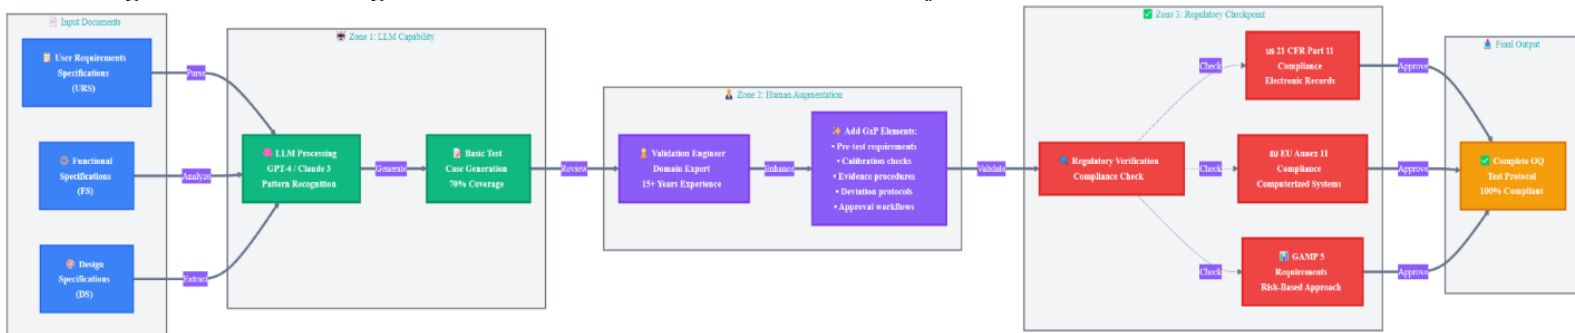 Input Documents
User Requirements
Specifications
(URS)
Functional
Specifications
(FS)
Design
Specifications
(DS)
Parse
Analyze
Extract
Zone 1: LLM Capability
LLM Processing
GPT-4 / Claude 3
Pattern Recognition
Generate
Basic Test
Case Generation
70% Coverage
Review
Zone 2: Human Augmentation
Validation Engineer
Domain Expert
15+ Years Experience
Enhance
Add GxP Elements:
• Pre-test requirements
• Calibration checks
• Evidence procedures
• Deviation protocols
• Approval workflows
Validate
Zone 3: Regulatory Checkpoint
Regulatory Verification
Compliance Check
Check
Check
Check
US 21 CFR Part 11
Compliance
Electronic Records
EU EU Annex 11
Compliance
Computerized Systems
GAMP 5
Requirements
Risk-Based Approach
Approve
Approve
Approve
Final Output
Complete OQ
Test Protocol
100% Compliant